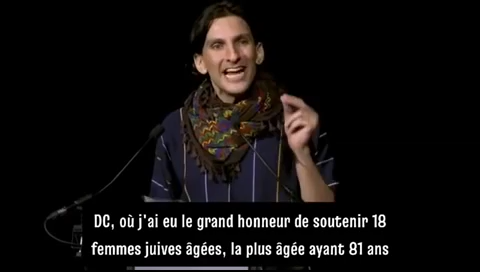 DC, où j'ai eu le grand honneur de soutenir 18
femmes juives âgées, la plus âgée ayant 81 ans